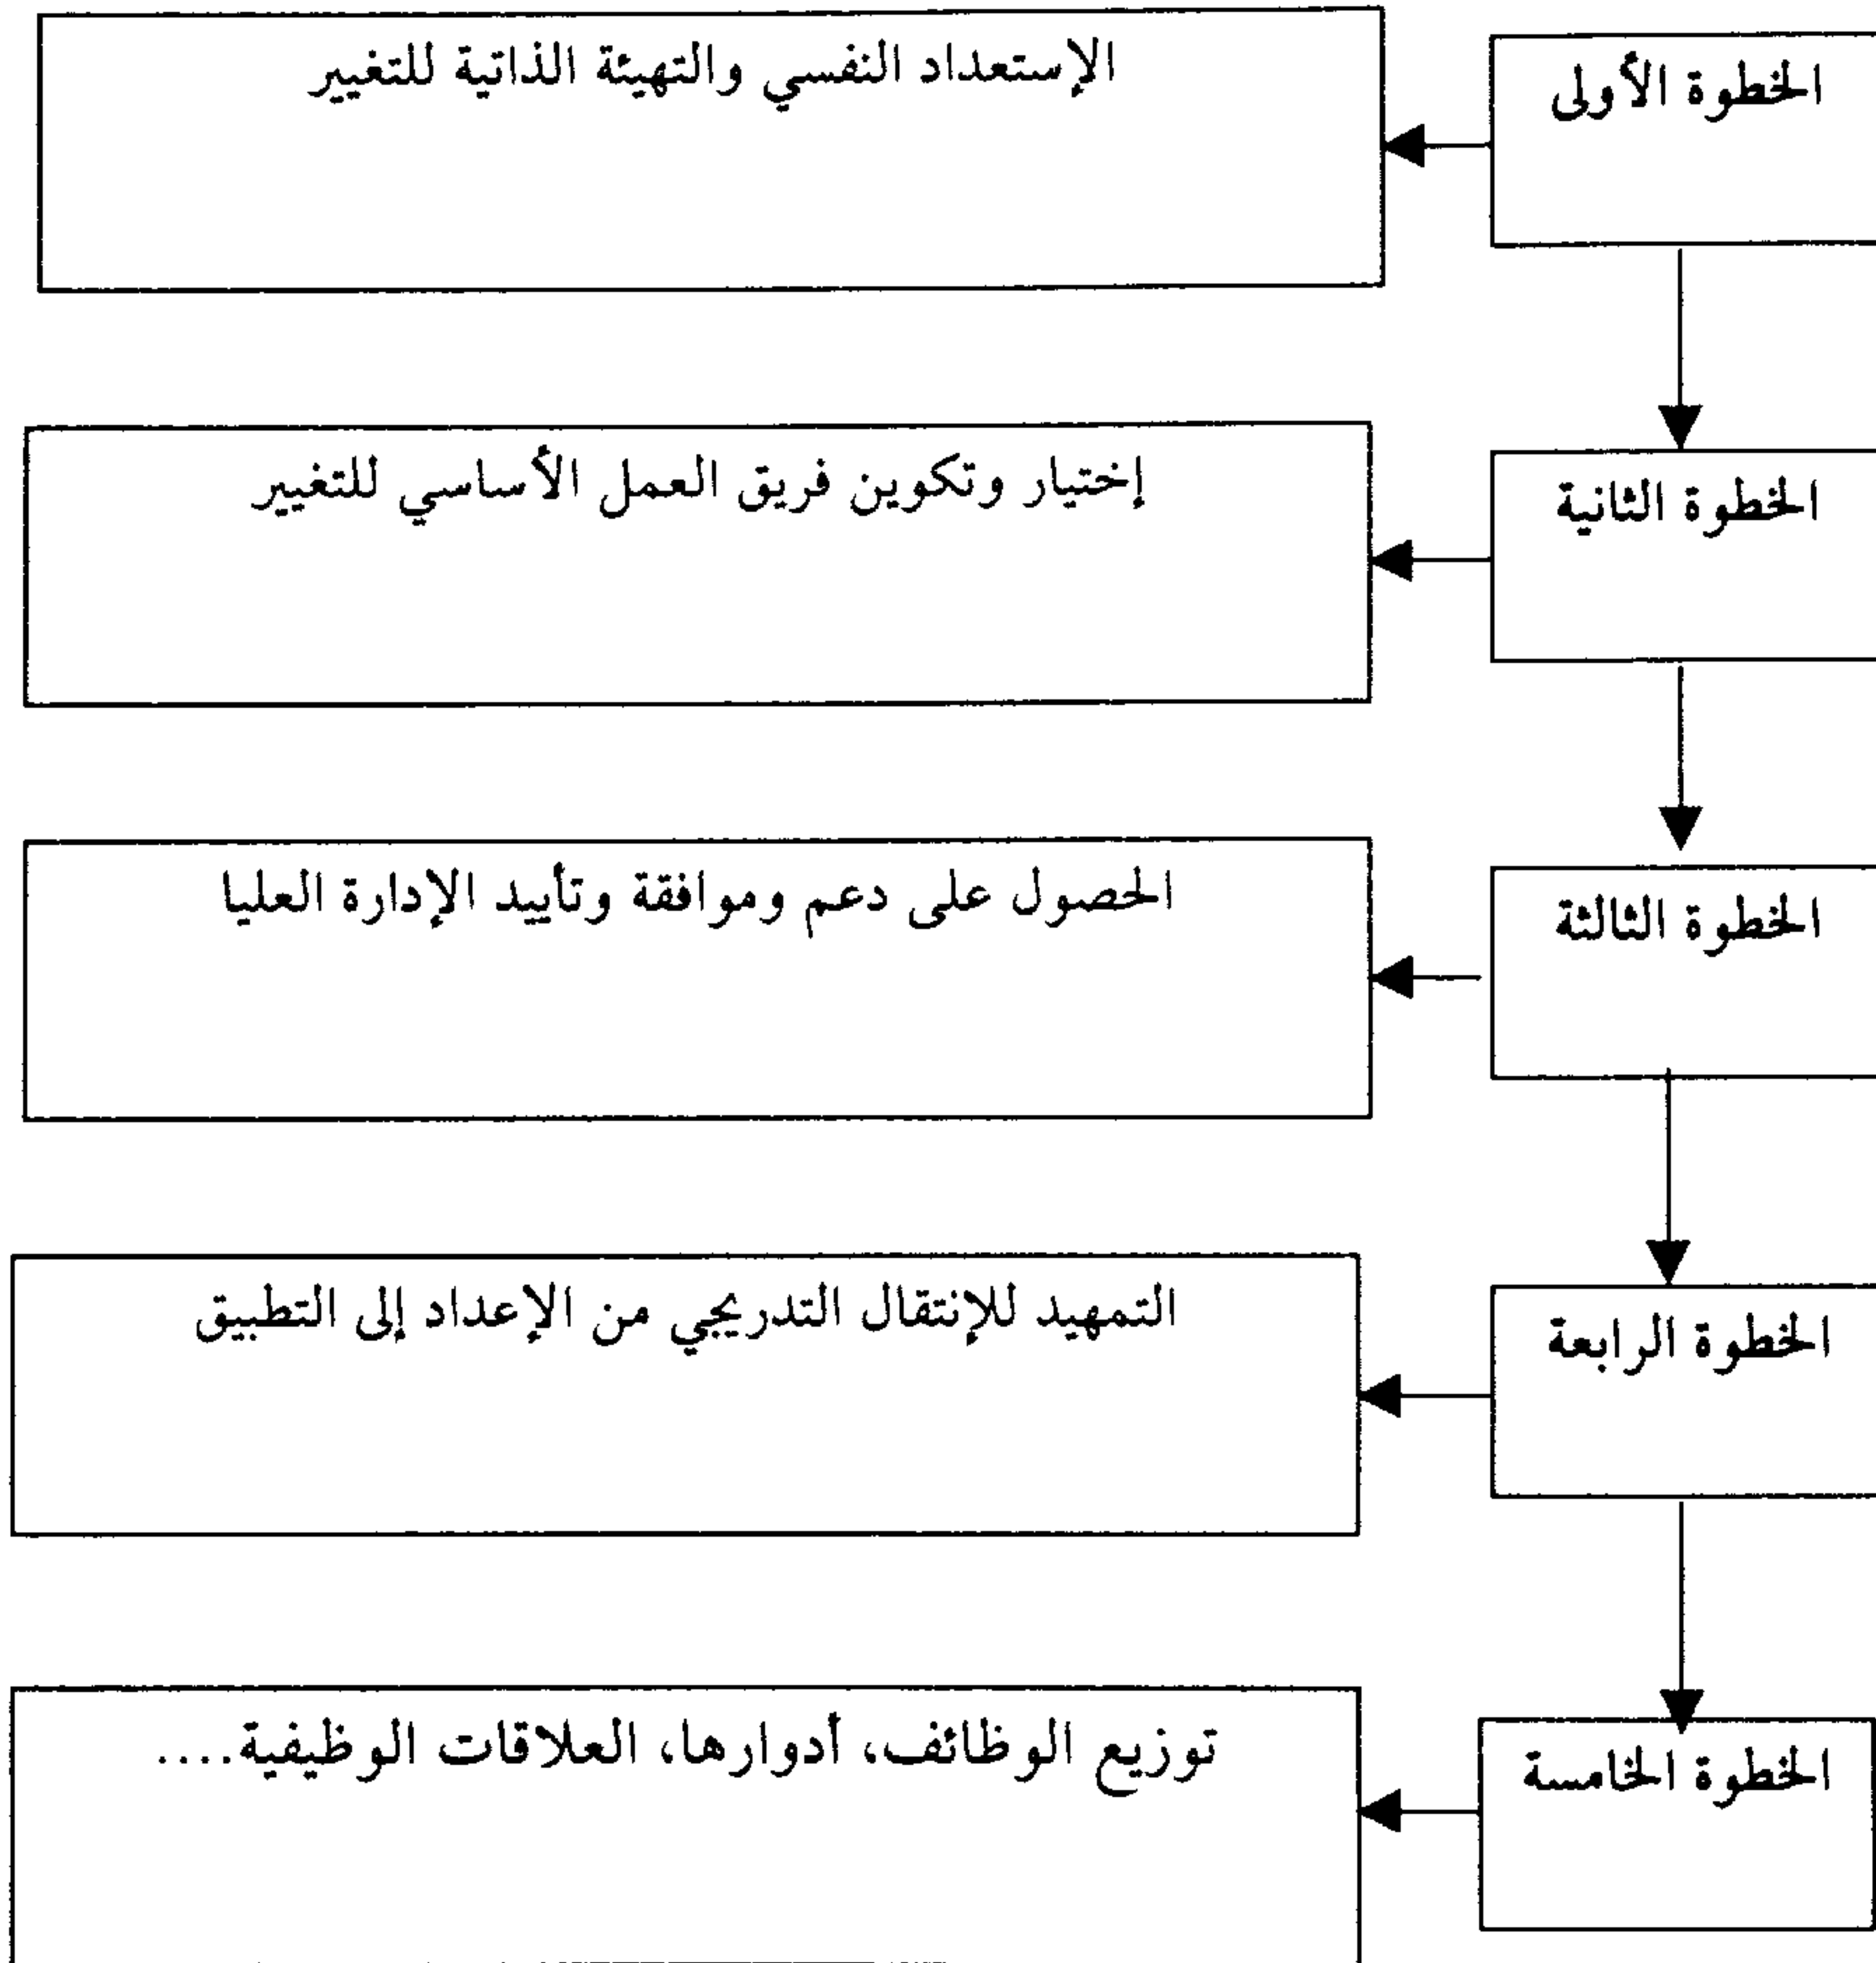 الخطوة الأولى
الإستعداد النفسي والتهيئة الذاتية للتغيير
الخطوة الثانية
إختيار وتكوين فريق العمل الأساسي للتغيير
الخطوة الثالثة
الحصول على دعم وموافقة وتأييد الإدارة العليا
الخطوة الرابعة
التمهيد للإنتقال التدريجي من الإعداد إلى التطبيق
الخطوة الخامسة
توزيع الوظائف، أدوارها، العلاقات الوظيفية....